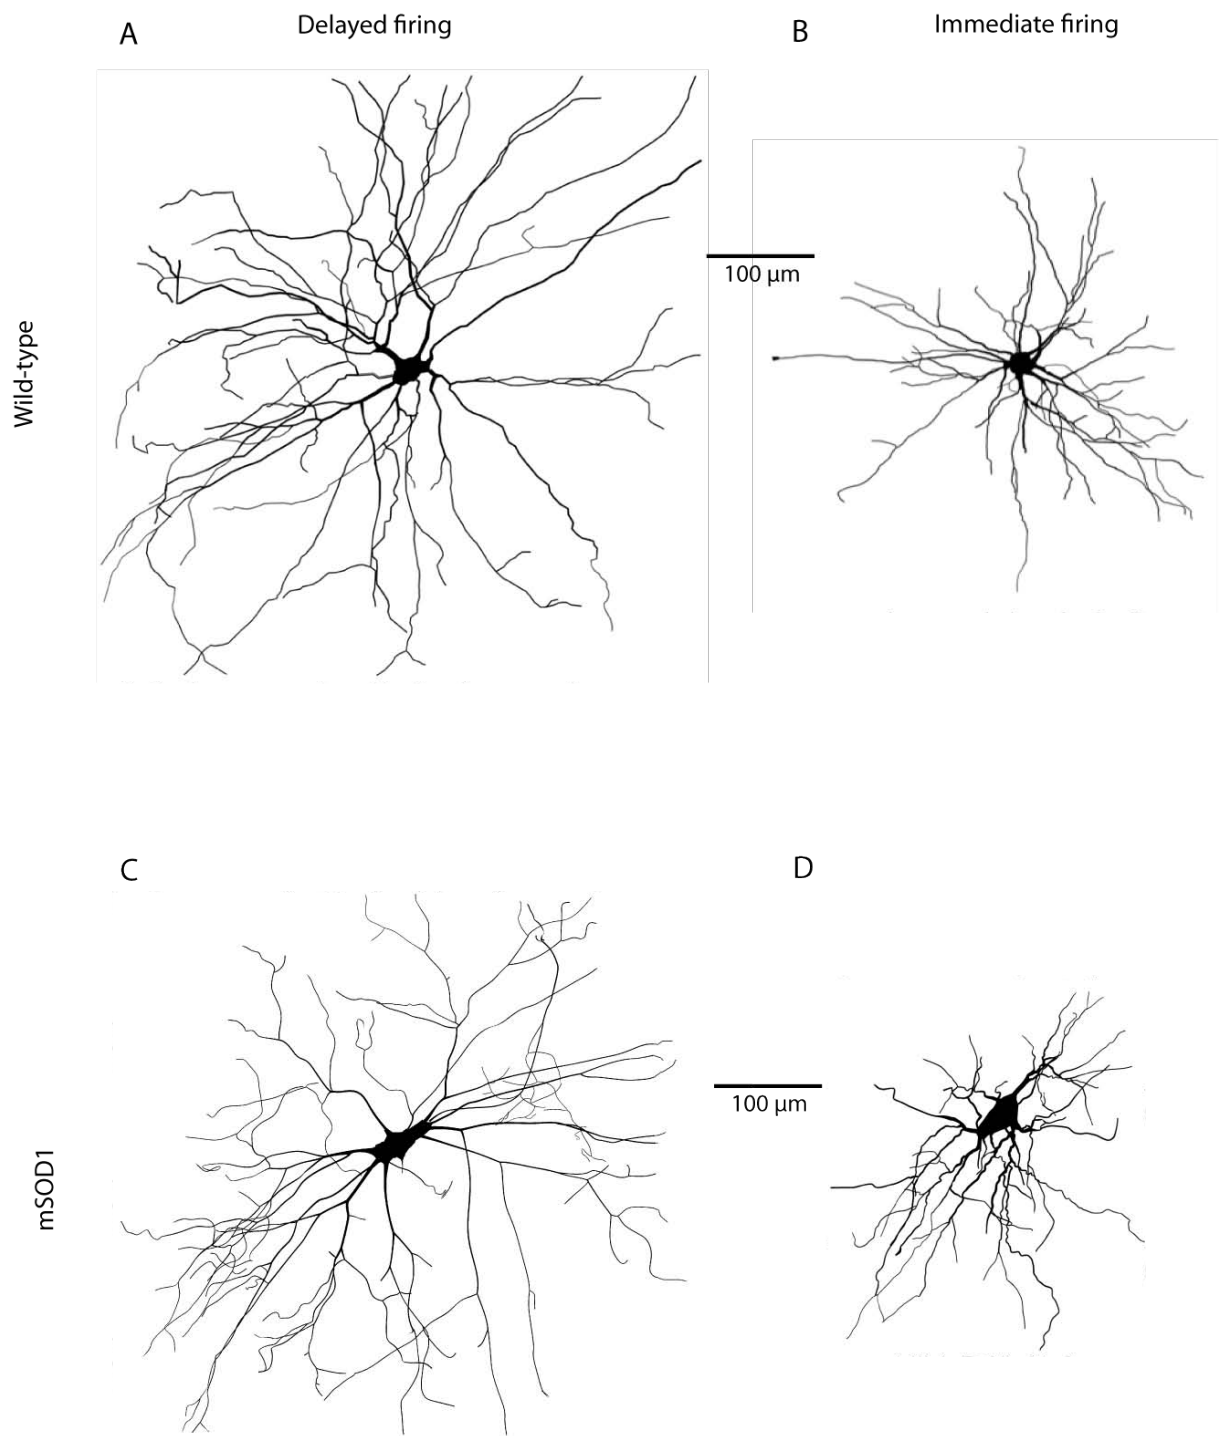 A
Delayed firing
B
Immediate firing
Wild-type
100 µm
C
D
mSOD1
100 µm